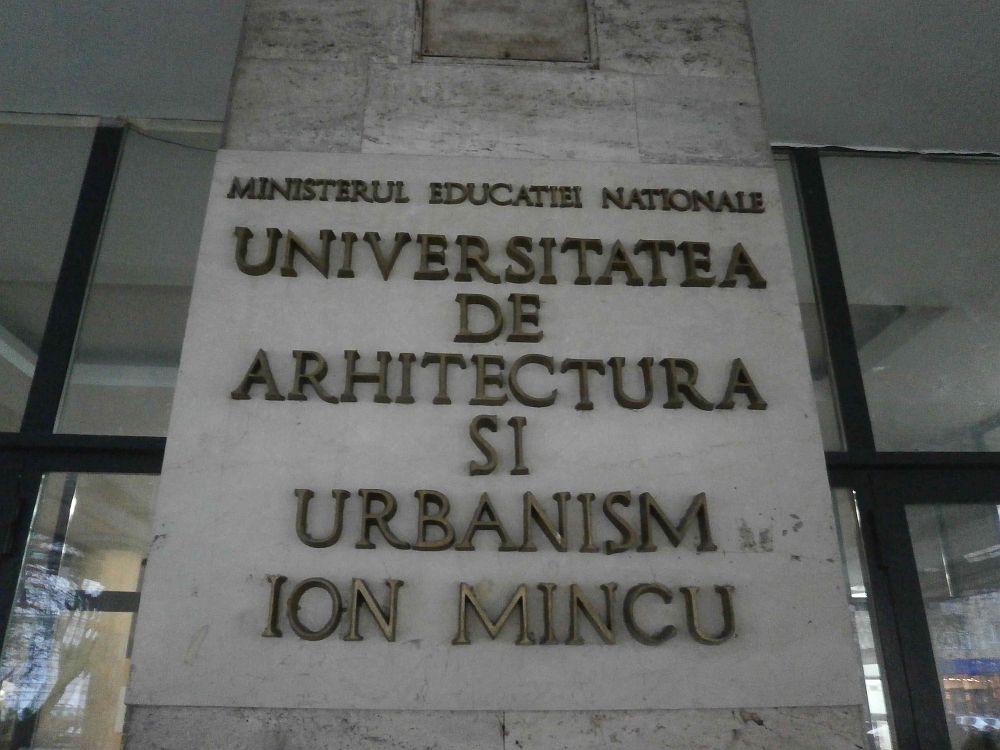 MINISTERUL EDUCATIEI NATIONALE
UNIVERSITATEA
DE
ARHITECTURA
SI
URBANISM
ION MINCU